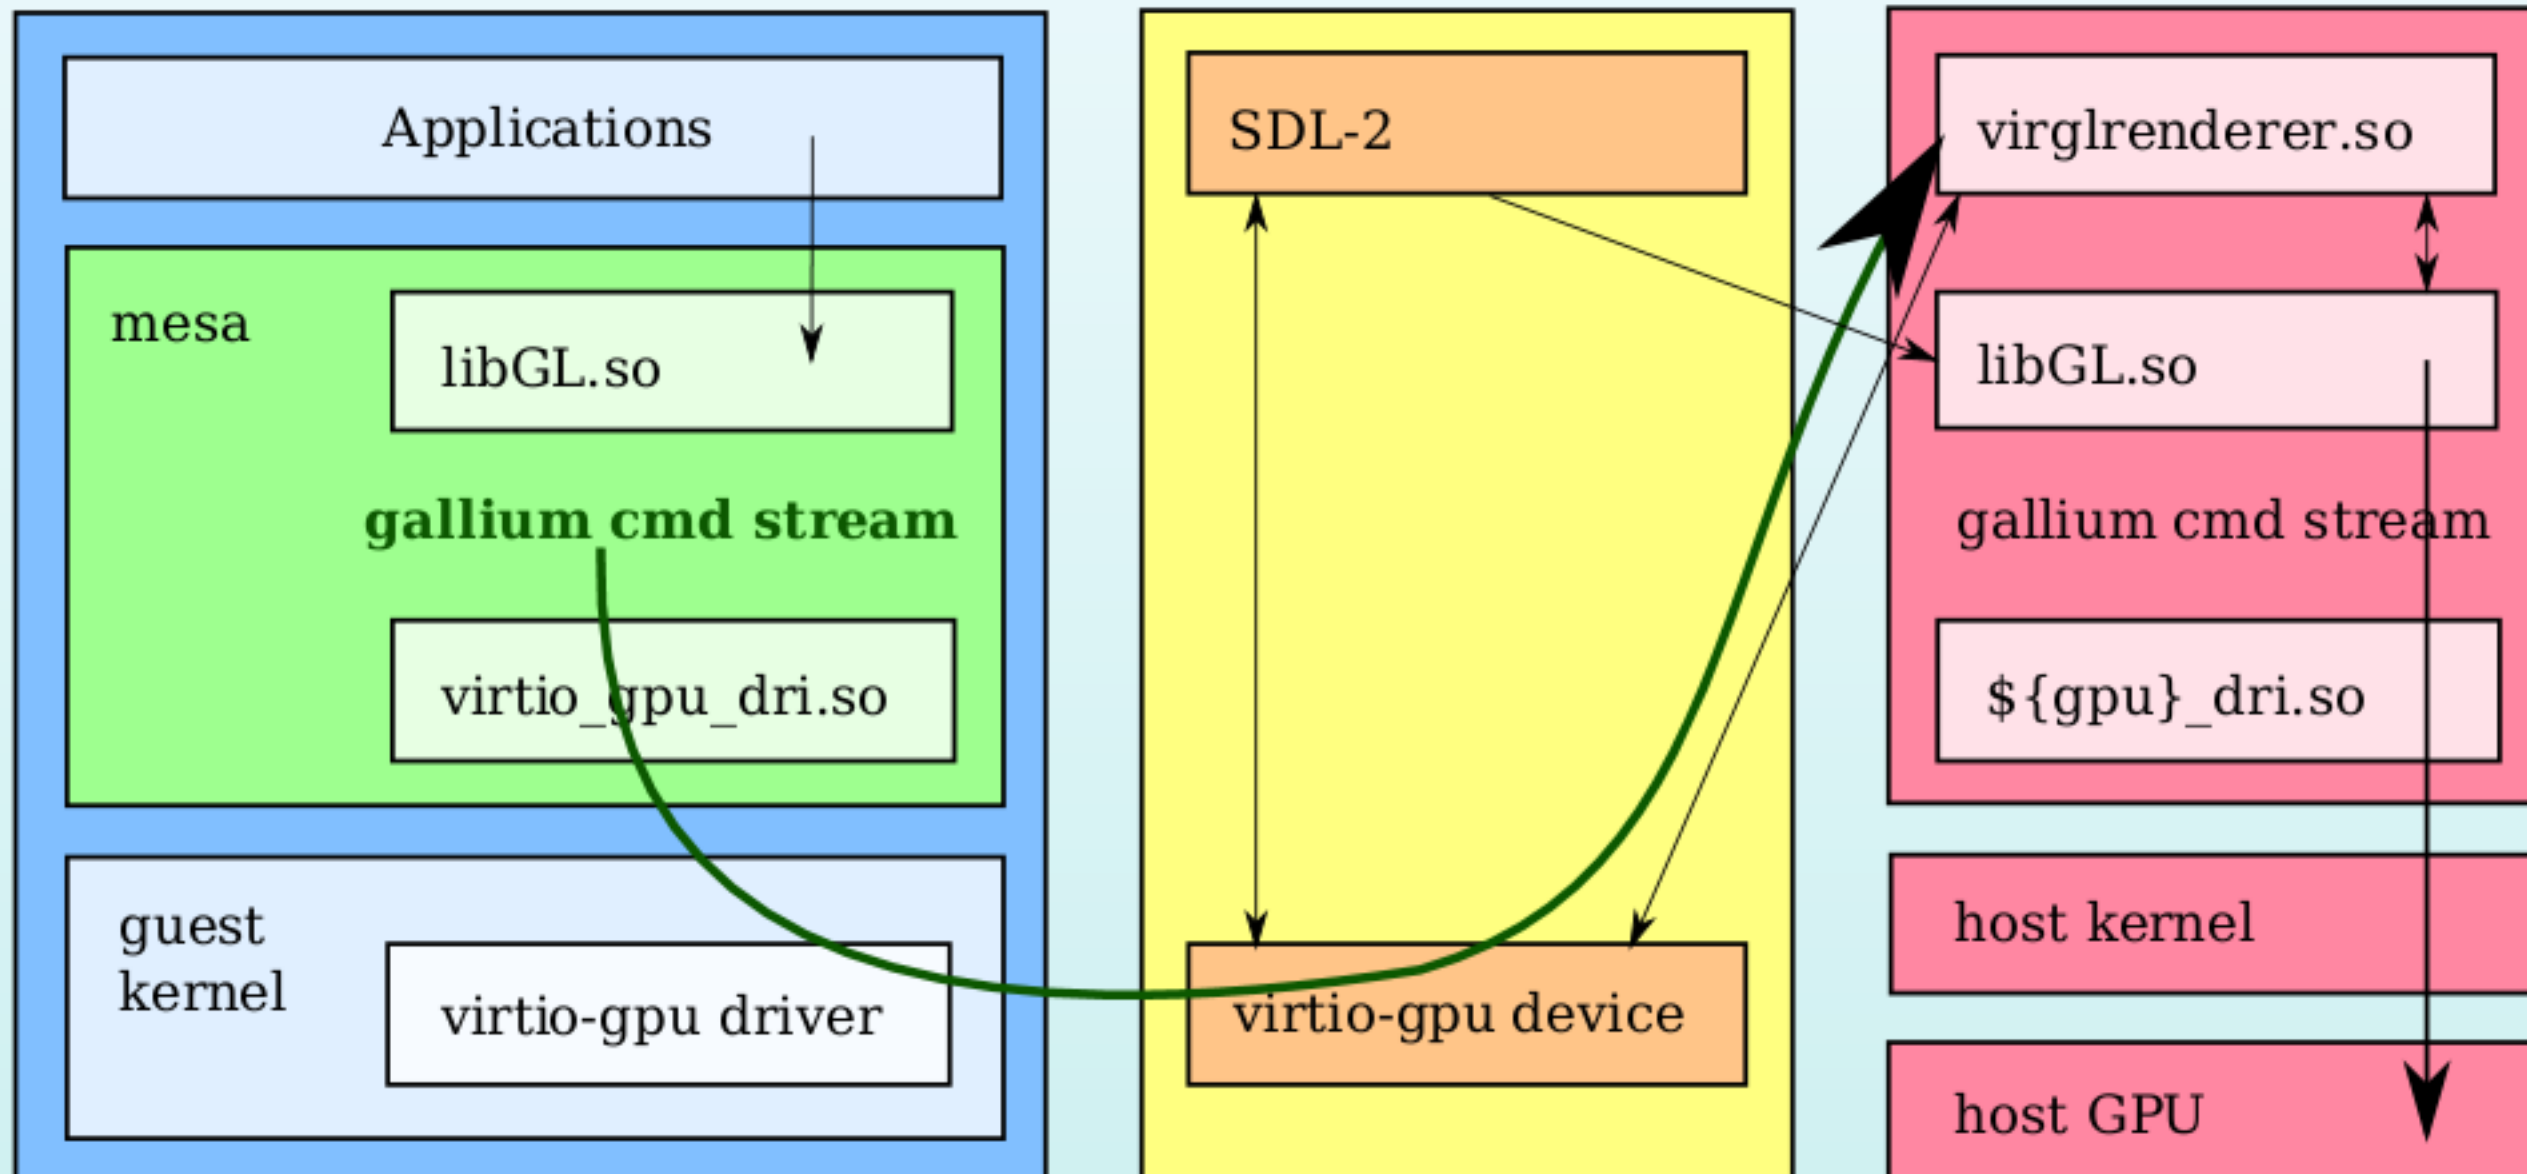 Applications
mesa
libGL.so
gallium cmd stream
virtio_gpu_dri.so
guest
kernel
virtio-gpu driver
SDL-2
virtio-gpu device
virglrenderer.so
libGL.so
gallium cmd stream
${gpu}_dri.so
host kernel
host GPU